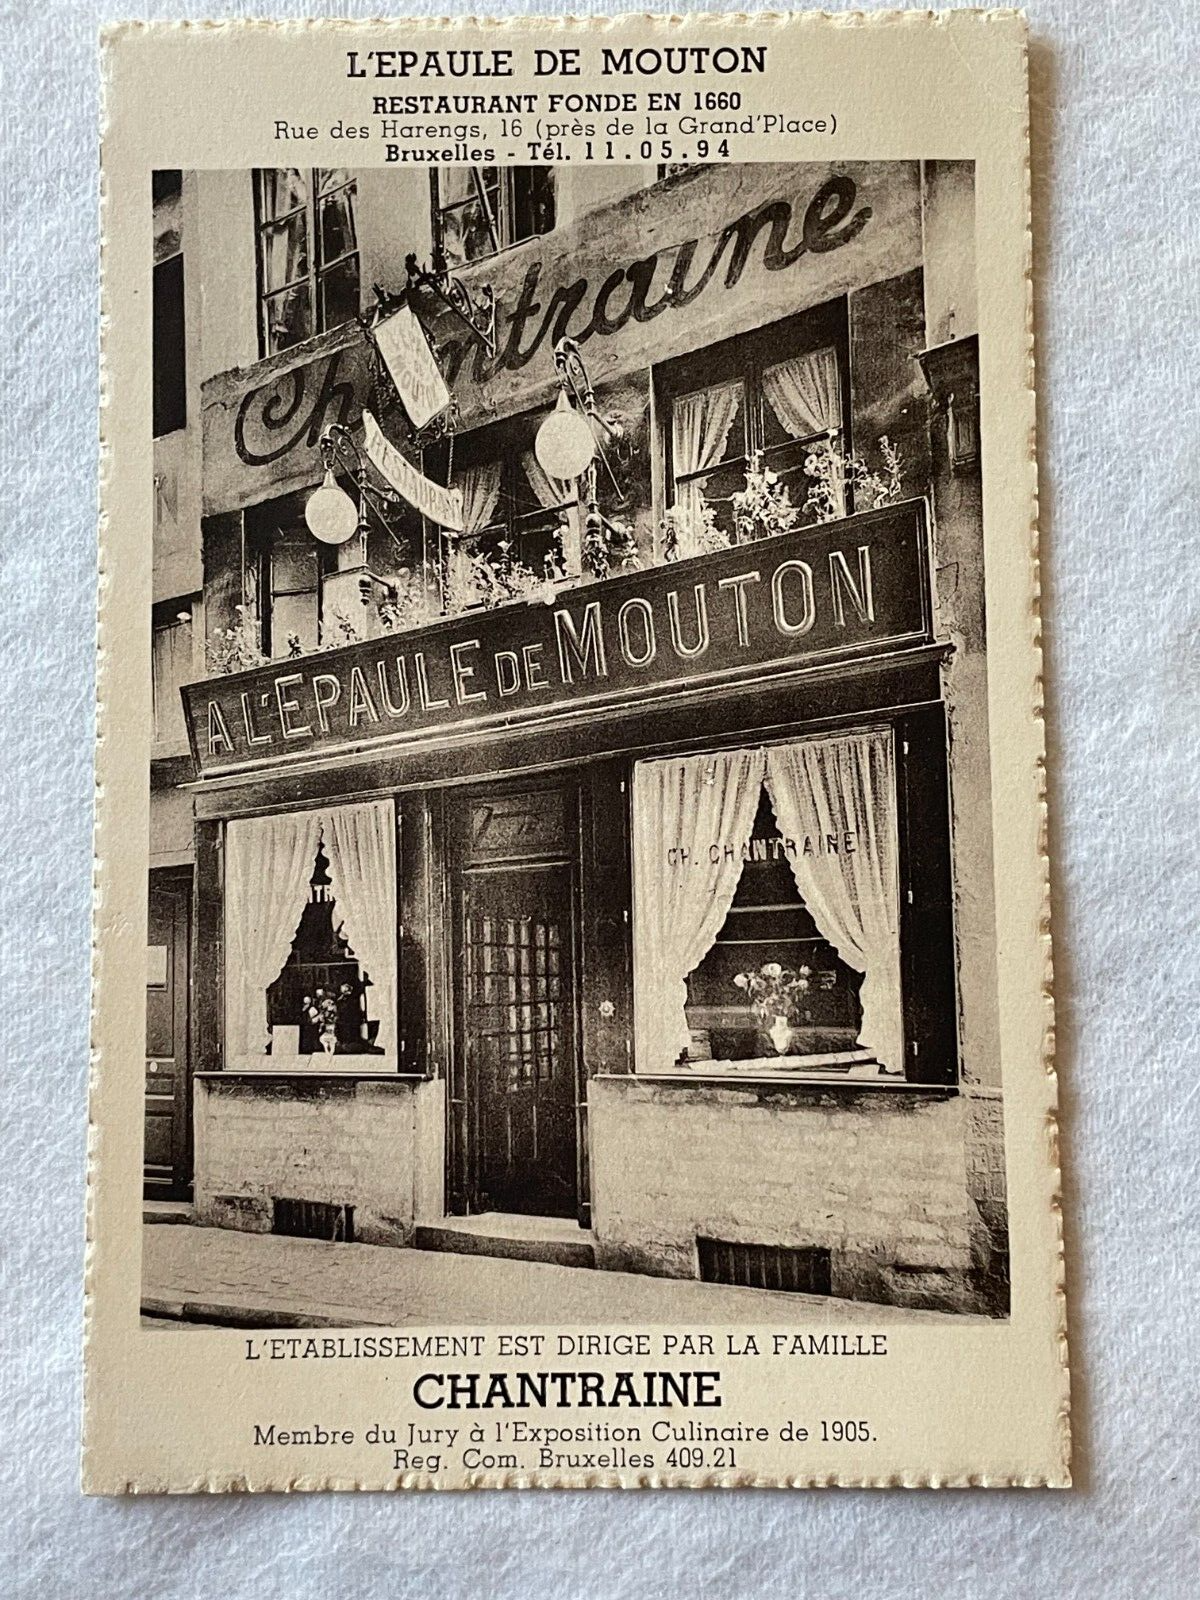 L'EPAULE DE MOUTON
RESTAURANT FONDE EN 1660
Rue des Harengs, 16 (près de la Grand'Place)
Bruxelles - Tél. 11.05.94
Chantraine
RESTAURANT
A L'EPAULE DE MOUTON
CH. CHANTRAINE
L'ETABLISSEMENT EST DIRIGE PAR LA FAMILLE
CHANTRAINE
Membre du Jury à l'Exposition Culinaire de 1905.
Reg. Com. Bruxelles 409.21